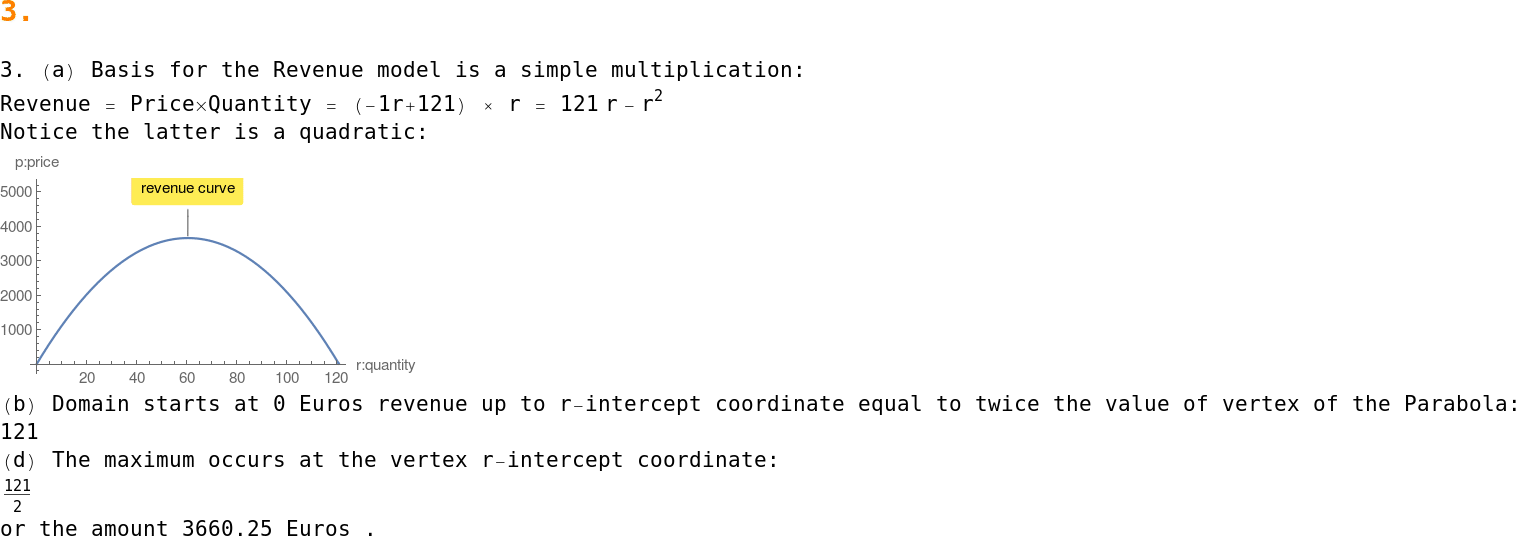 3.
3. (a) Basis for the Revenue model is a simple multiplication:
Revenue = Price×Quantity = (-1r+121) × r = 121 r - r²
Notice the latter is a quadratic:
p:price
revenue curve
5000
4000
3000
2000
1000
r:quantity
20 40 60 80 100 120
(b) Domain starts at 0 Euros revenue up to r-intercept coordinate equal to twice the value of vertex of the Parabola:
121
(d) The maximum occurs at the vertex r-intercept coordinate:
121
2
or the amount 3660.25 Euros .